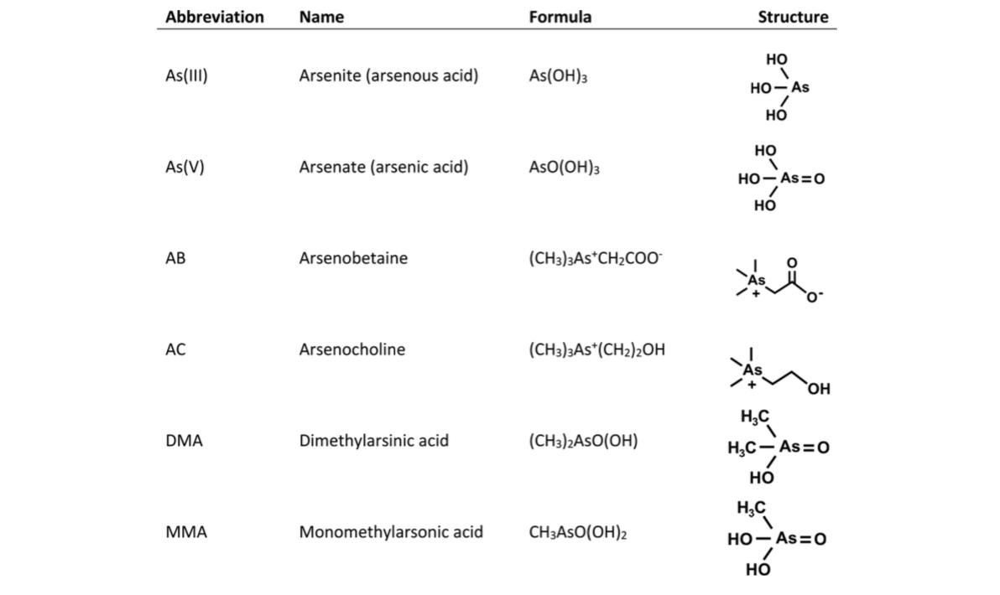 Abbreviation Name Formula Structure
HO
As(III) Arsenite (arsenous acid) As(OH)₃
HO As
HO
HO
As(V) Arsenate (arsenic acid) AsO(OH)₃
HO As=O
HO
AB Arsenobetaine (CH₃)₃As⁺CH₂COO⁻
O
As
+
O⁻
AC Arsenocholine (CH₃)₃As⁺(CH₂)₂OH
As
+
OH
H₃C
DMA Dimethylarsinic acid (CH₃)₂AsO(OH)
H₃C As=O
HO
H₃C
MMA Monomethylarsonic acid CH₃AsO(OH)₂
HO As=O
HO